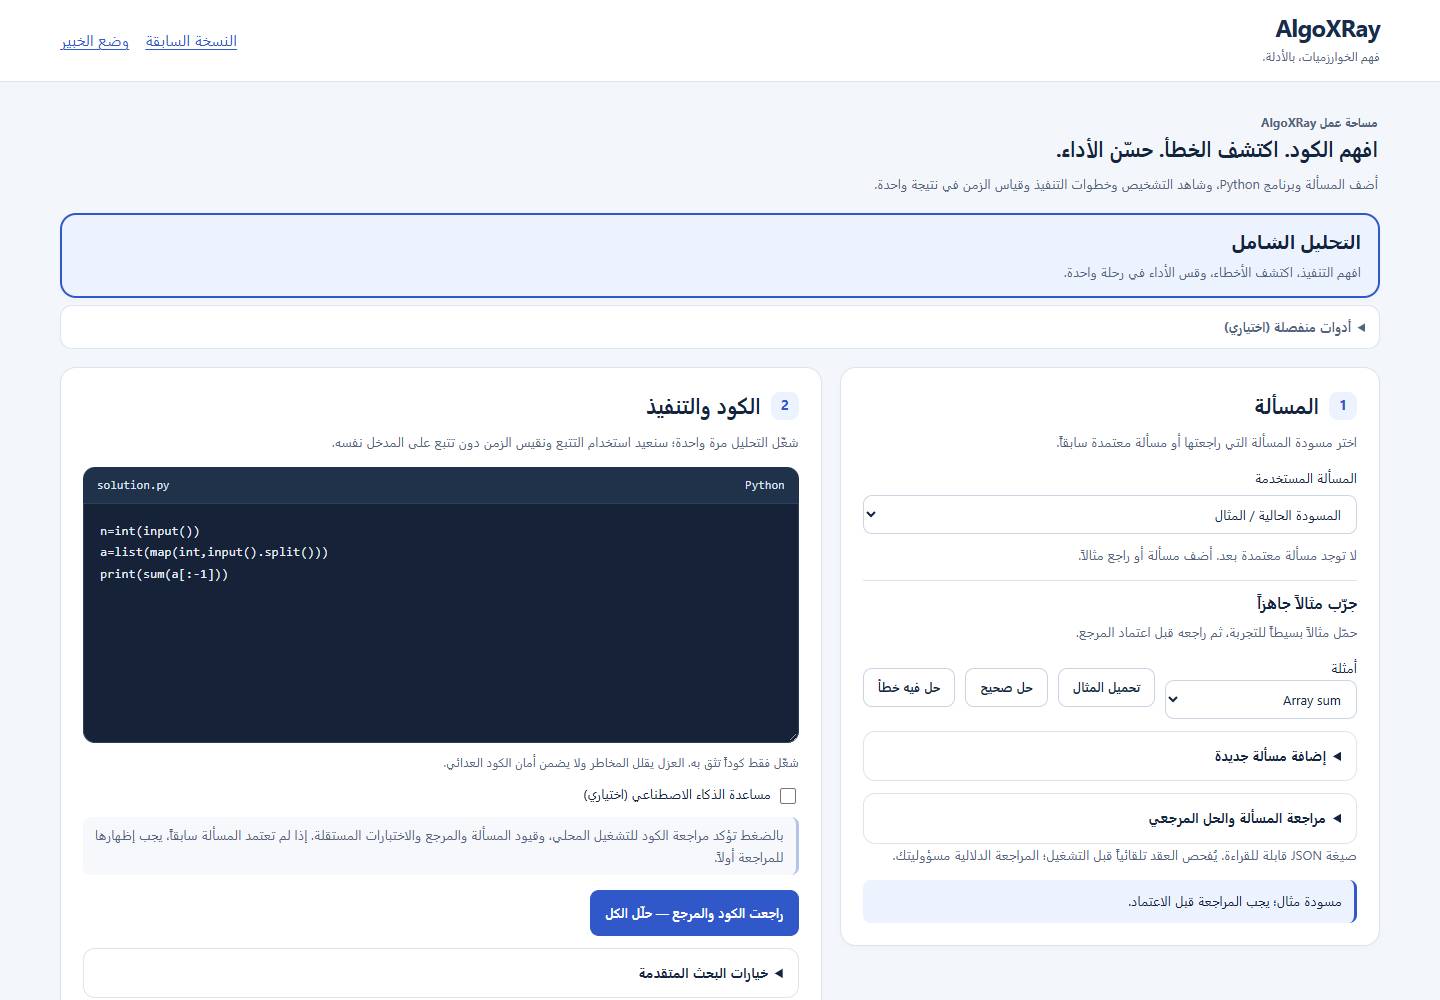 AlgoXRay
فهم الخوارزميات، بالأدلة.
النسخة السابقة
وضع الخبير
مساحة عمل AlgoXRay
افهم الكود. اكتشف الخطأ. حسّن الأداء.
أضف المسألة وبرنامج Python، وشاهد التشخيص وخطوات التنفيذ وقياس الزمن في نتيجة واحدة.
التحليل الشامل
افهم التنفيذ، اكتشف الأخطاء، وقس الأداء في رحلة واحدة.
أدوات منفصلة (اختياري)
1 المسألة
اختر مسودة المسألة التي راجعتها أو مسألة معتمدة سابقاً.
المسألة المستخدمة
المسودة الحالية / المثال
لا توجد مسألة معتمدة بعد. أضف مسألة أو راجع مثالاً.
جرّب مثالاً جاهزاً
حمّل مثالاً بسيطاً للتجربة، ثم راجعه قبل اعتماد المرجع.
أمثلة
Array sum
تحميل المثال
حل صحيح
حل فيه خطأ
إضافة مسألة جديدة
مراجعة المسألة والحل المرجعي
صيغة JSON قابلة للقراءة. يُفحص العقد تلقائياً قبل التشغيل؛ المراجعة الدلالية مسؤوليتك.
مسودة مثال؛ يجب المراجعة قبل الاعتماد.
2 الكود والتنفيذ
شغّل التحليل مرة واحدة؛ سنعيد استخدام التتبع ونقيس الزمن دون تتبع على المدخل نفسه.
solution.py
Python
n=int(input())
a=list(map(int,input().split()))
print(sum(a[:-1]))
شغّل فقط كوداً تثق به. العزل يقلل المخاطر ولا يضمن أمان الكود العدائي.
مساعدة الذكاء الاصطناعي (اختياري)
بالضغط تؤكد مراجعة الكود للتشغيل المحلي، وقيود المسألة والمرجع والاختبارات المستقلة. إذا لم تعتمد المسألة سابقاً، يجب إظهارها
للمراجعة أولاً.
راجعت الكود والمرجع — حلّل الكل
خيارات البحث المتقدمة